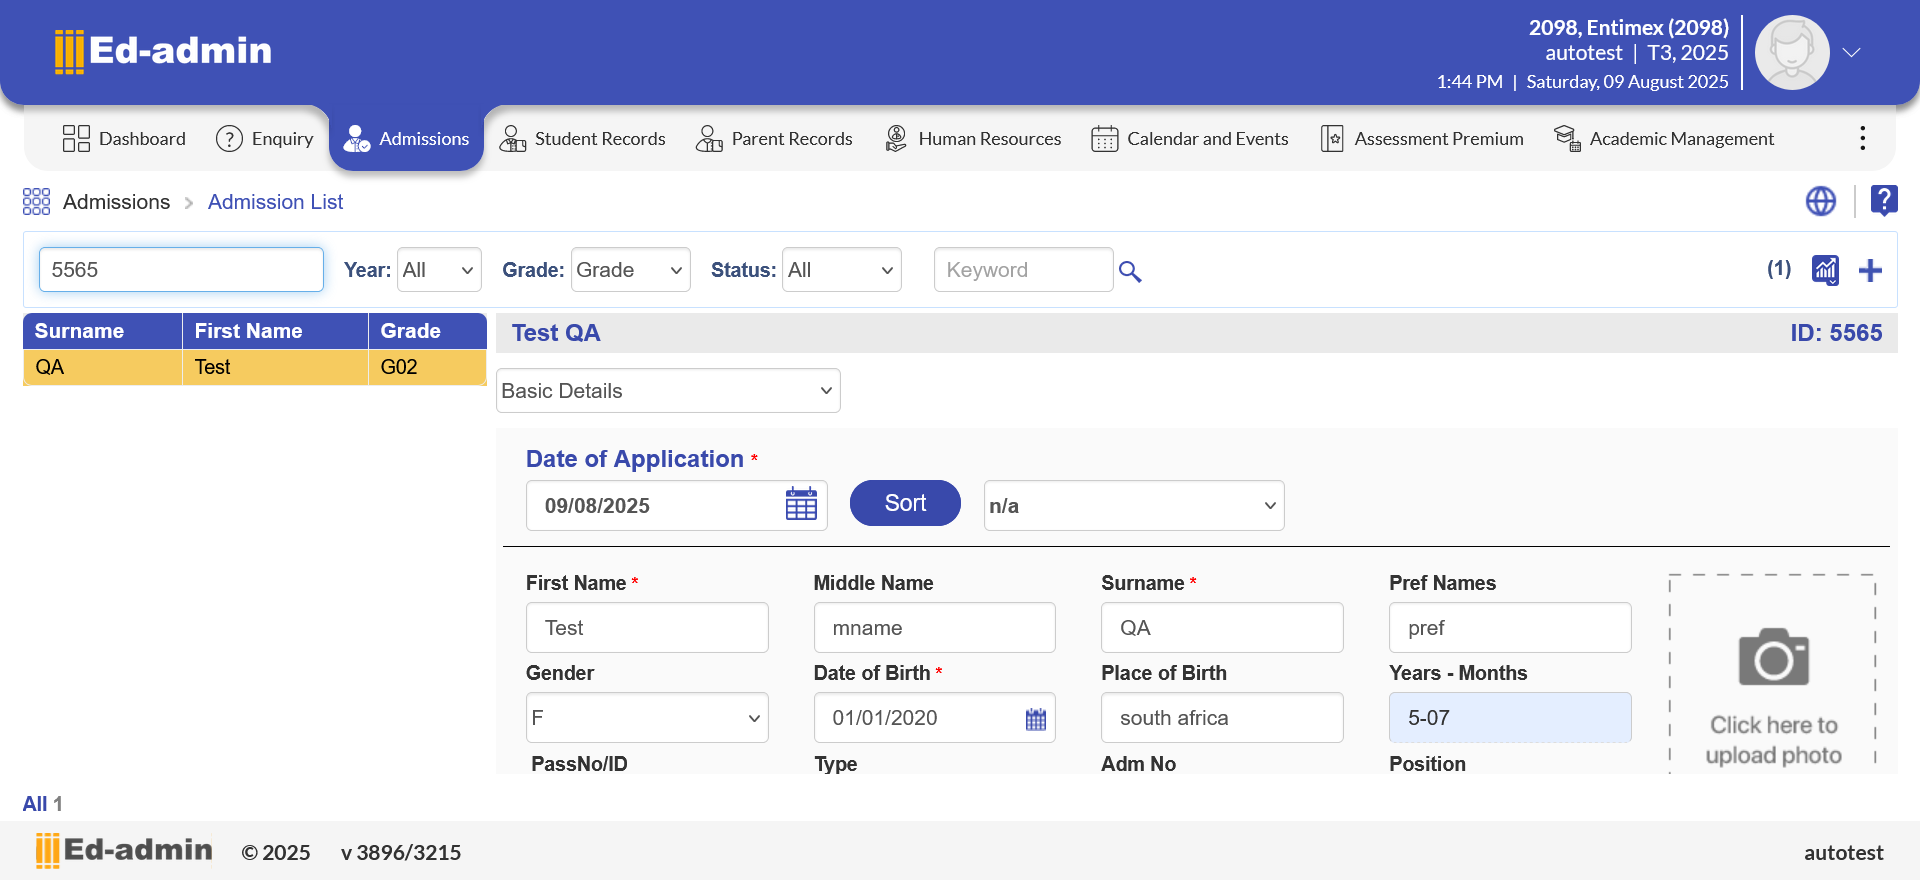 Ed-admin
2098, Entimex (2098)
autotest | T3, 2025
1:44 PM | Saturday, 09 August 2025
Dashboard
Enquiry
Admissions
Student Records
Parent Records
Human Resources
Calendar and Events
Assessment Premium
Academic Management
Admissions > Admission List
?
5565
Year: All
Grade: Grade
Status: All
Keyword
(1)
Surname First Name Grade
QA Test G02
Test QA
ID: 5565
Basic Details
Date of Application *
09/08/2025
Sort
n/a
First Name * Middle Name Surname * Pref Names
Test mname QA pref
Gender Date of Birth * Place of Birth Years - Months
F 01/01/2020 south africa 5-07
PassNo/ID Type Adm No Position
Click here to
upload photo
All 1
Ed-admin © 2025 v 3896/3215
autotest